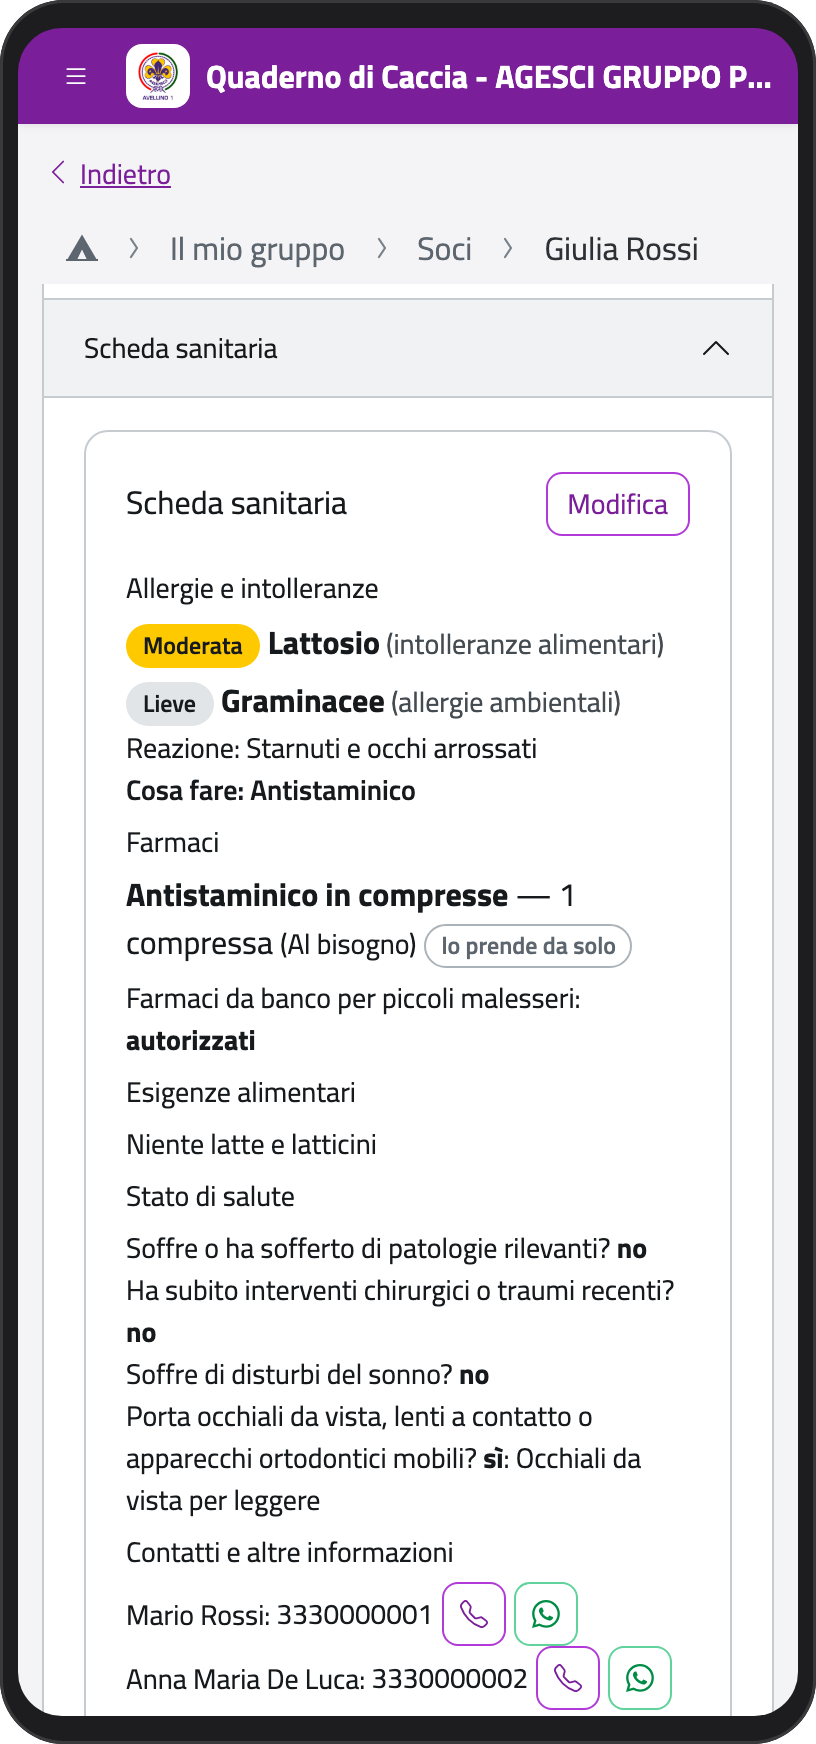 AVELLINO 1
Quaderno di Caccia - AGESCI GRUPPO P...
Indietro
Il mio gruppo > Soci > Giulia Rossi
Scheda sanitaria
Scheda sanitaria
Modifica
Allergie e intolleranze
Moderata Lattosio (intolleranze alimentari)
Lieve Graminacee (allergie ambientali)
Reazione: Starnuti e occhi arrossati
Cosa fare: Antistaminico
Farmaci
Antistaminico in compresse — 1
compressa (Al bisogno) lo prende da solo
Farmaci da banco per piccoli malesseri:
autorizzati
Esigenze alimentari
Niente latte e latticini
Stato di salute
Soffre o ha sofferto di patologie rilevanti? no
Ha subito interventi chirurgici o traumi recenti?
no
Soffre di disturbi del sonno? no
Porta occhiali da vista, lenti a contatto o
apparecchi ortodontici mobili? sì: Occhiali da
vista per leggere
Contatti e altre informazioni
Mario Rossi: 3330000001
Anna Maria De Luca: 3330000002